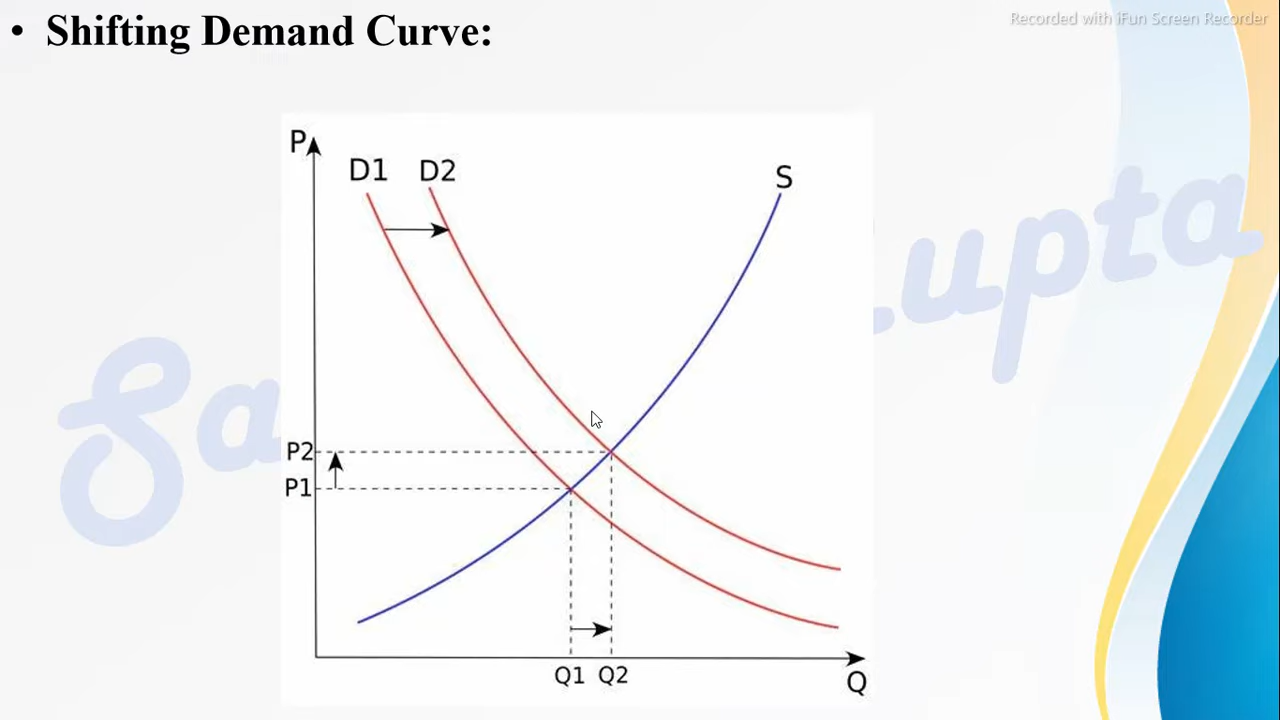 • Shifting Demand Curve:
Recorded with iFun Screen Recorder
P
D1 D2 S
P2
P1
Q1 Q2
Q